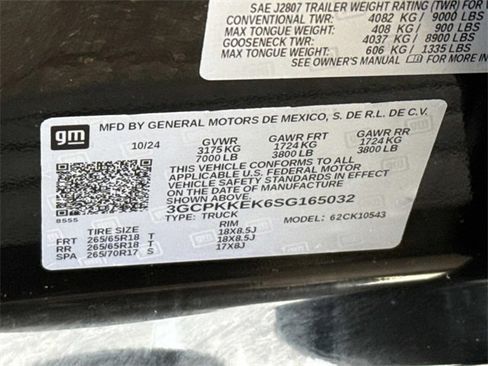 SAE J2807 TRAILER WEIGHT RATING (TWR) FOR
CONVENTIONAL TWR: 4082 KG / 9000 LBS
MAX TONGUE WEIGHT: 408 KG / 900 LBS
GOOSENECK TWR: 4037 KG / 8900 LBS
MAX TONGUE WEIGHT: 606 KG / 1335 LBS
SEE OWNER'S MANUAL gm FOR MORE IN
gm
MFD BY GENERAL MOTORS DE MEXICO, S. DE R.L. DE C.V.
10/24 GVWR GAWR FRT GAWR RR
3175 KG 1724 KG 1724 KG
7000 LB 3800 LB 3800 LB
THIS VEHICLE CONFORMS TO ALL
APPLICABLE U.S. FEDERAL MOTOR VEHICLE
SAFETY STANDARDS IN EFFECT ON THE DATE
OF MANUFACTURE SHOWN ABOVE.
3GCPKKEK6SG165032
TYPE: TRUCK MODEL: 62CK10543
8555
TIRE SIZE RIM
FRT 265/65R18 T 18X8.5J
RR 265/65R18 T 18X8.5J
SPA 265/70R17 S 17X8J